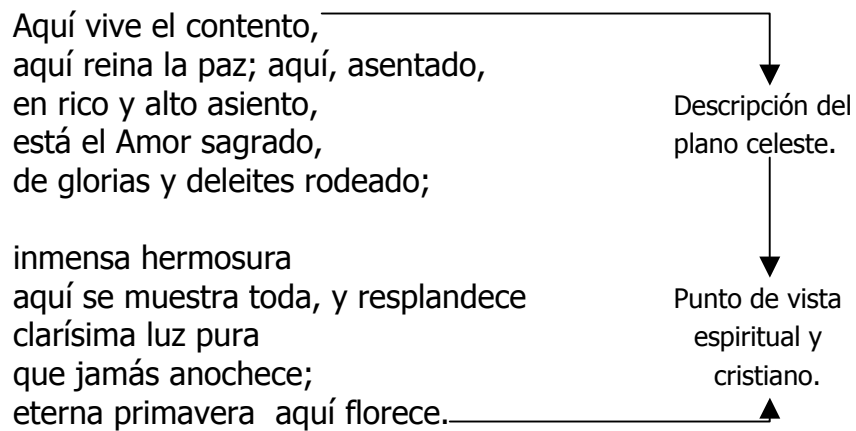 Aquí vive el contento,
aquí reina la paz; aquí, asentado,
en rico y alto asiento,
está el Amor sagrado,
de glorias y deleites rodeado;
inmensa hermosura
aquí se muestra toda, y resplandece
clarísima luz pura
que jamás anochece;
eterna primavera aquí florece.
Descripción del
plano celeste.
Punto de vista
espiritual y
cristiano.